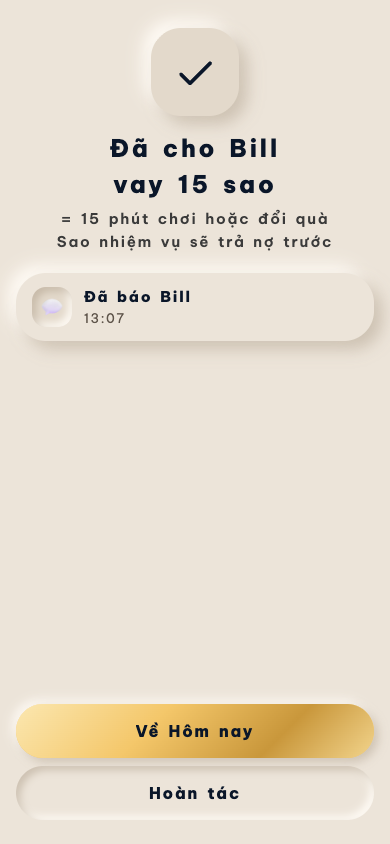 Đã cho Bill
vay 15 sao
= 15 phút chơi hoặc đổi quà
Sao nhiệm vụ sẽ trả nợ trước
Đã báo Bill
13:07
Về Hôm nay
Hoàn tác